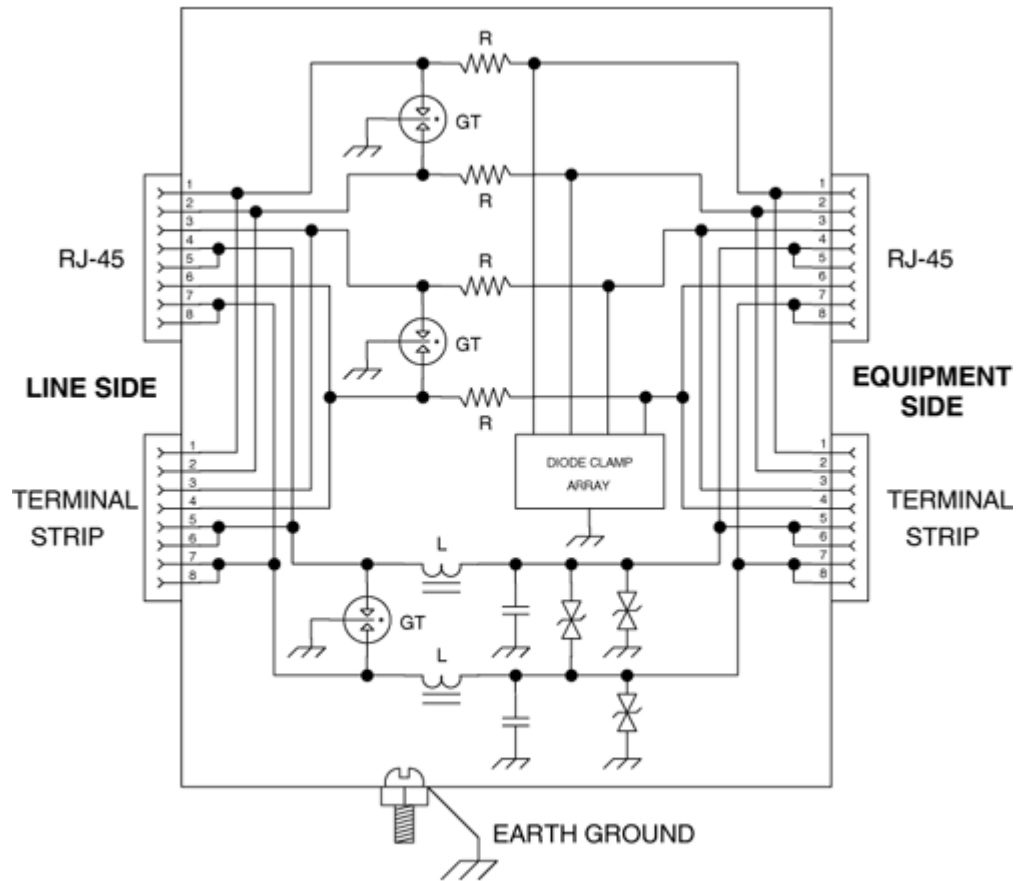 R
GT
R
1
2
3
4
5
6
7
8
RJ-45
1
2
3
4
5
6
7
8
RJ-45
R
GT
R
LINE SIDE
EQUIPMENT
SIDE
1
2
3
4
5
6
7
8
TERMINAL
STRIP
DIODE CLAMP
ARRAY
1
2
3
4
5
6
7
8
TERMINAL
STRIP
L
GT
L
EARTH GROUND